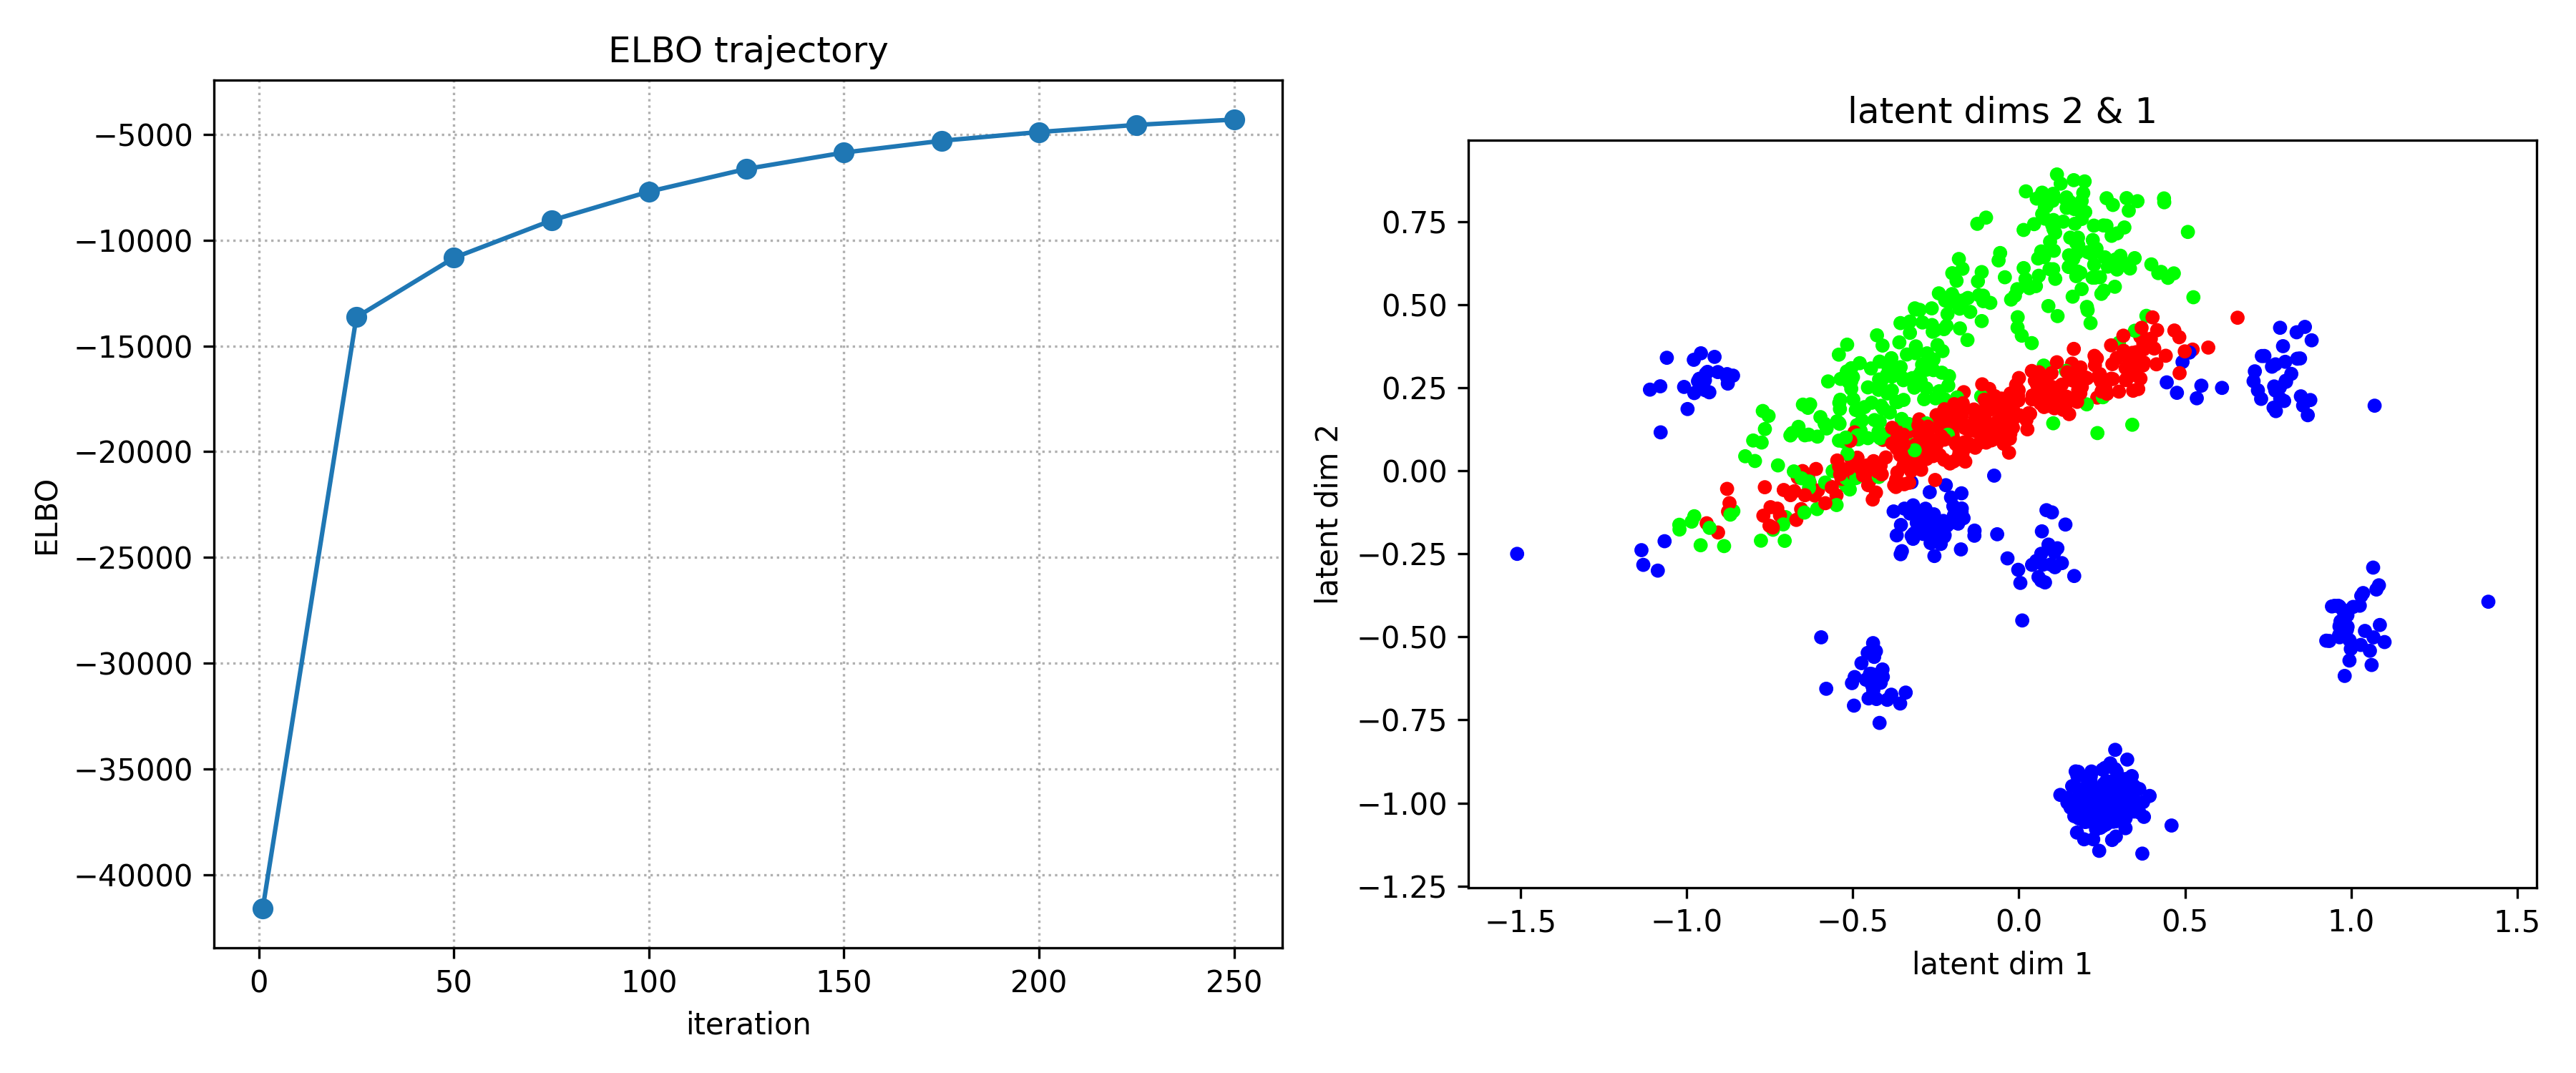 ELBO trajectory
ELBO
−5000
−10000
−15000
−20000
−25000
−30000
−35000
−40000
0 50 100 150 200 250
iteration
latent dims 2 & 1
latent dim 2
0.75
0.50
0.25
0.00
−0.25
−0.50
−0.75
−1.00
−1.25
−1.5 −1.0 −0.5 0.0 0.5 1.0 1.5
latent dim 1